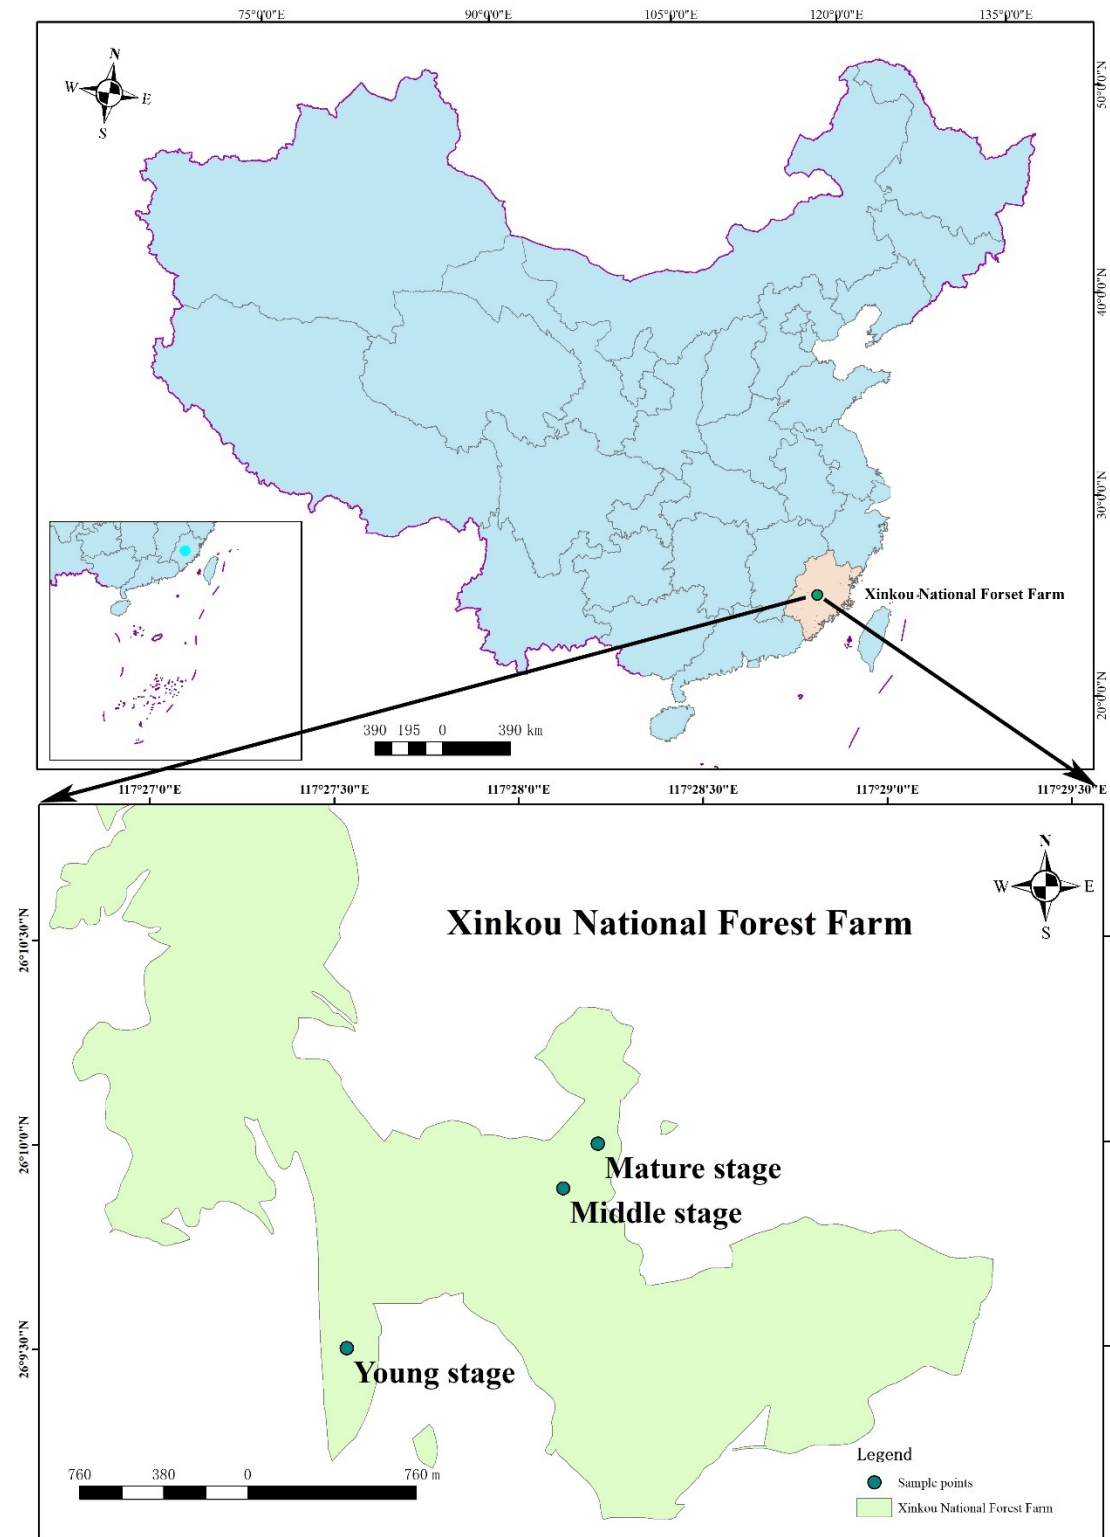 75°0'0"E 90°0'0"E 105°0'0"E 120°0'0"E 135°0'0"E
N
W E
S
50°0'0"N
40°0'0"N
30°0'0"N
20°0'0"N
Xinkou National Forset Farm
390 195 0 390 km
117°27'0"E 117°27'30"E 117°28'0"E 117°28'30"E 117°29'0"E 117°29'30"E
N
W E
S
Xinkou National Forest Farm
26°10'30"N
26°10'0"N
26°9'30"N
Mature stage
Middle stage
Young stage
Legend
Sample points
Xinkou National Forest Farm
760 380 0 760 m